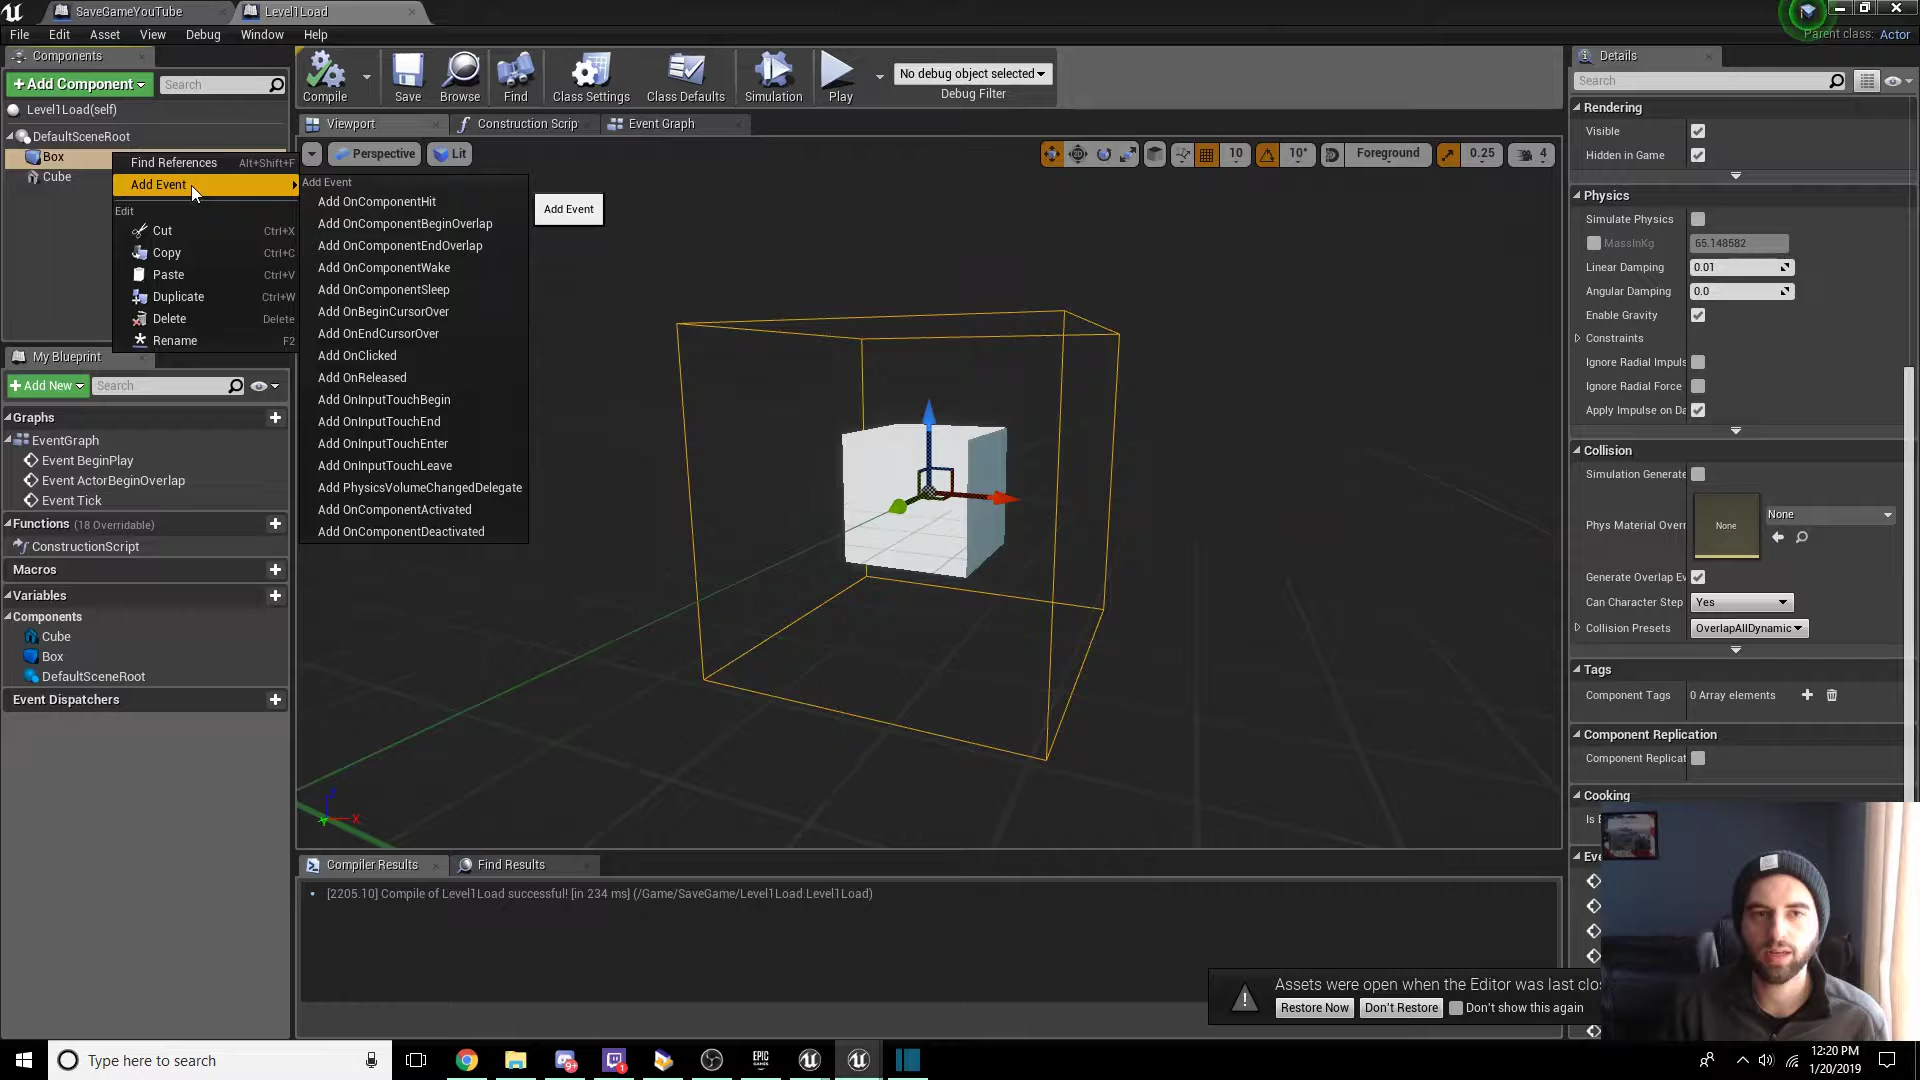 SaveGameYouTube
Level1Load
File Edit Asset View Debug Window Help
Parent class: Actor
Components
+Add Component
Search
Level1Load(self)
DefaultSceneRoot
Box
Cube
Find References Alt+Shift+F
Add Event
Edit
Cut Ctrl+X
Copy Ctrl+C
Paste Ctrl+V
Duplicate Ctrl+W
Delete Delete
Rename F2
Add Event
Add OnComponentHit
Add OnComponentBeginOverlap
Add OnComponentEndOverlap
Add OnComponentWake
Add OnComponentSleep
Add OnBeginCursorOver
Add OnEndCursorOver
Add OnClicked
Add OnReleased
Add OnInputTouchBegin
Add OnInputTouchEnd
Add OnInputTouchEnter
Add OnInputTouchLeave
Add PhysicsVolumeChangedDelegate
Add OnComponentActivated
Add OnComponentDeactivated
Add Event
My Blueprint
+Add New
Search
Graphs
EventGraph
Event BeginPlay
Event ActorBeginOverlap
Event Tick
Functions (18 Overridable)
ConstructionScript
Macros
Variables
Components
Cube
Box
DefaultSceneRoot
Event Dispatchers
Compile
Save
Browse
Find
Class Settings
Class Defaults
Simulation
Play
No debug object selected
Debug Filter
Viewport
Construction Scrip
Event Graph
Perspective
Lit
10
10°
Foreground
0.25
4
Z
X
Y
Compiler Results
Find Results
[2205.10] Compile of Level1Load successful! [in 234 ms] (/Game/SaveGame/Level1Load.Level1Load)
Details
Search
Rendering
Visible
Hidden in Game
Physics
Simulate Physics
MassInKg 65.148582
Linear Damping 0.01
Angular Damping 0.0
Enable Gravity
Constraints
Ignore Radial Impuls
Ignore Radial Force
Apply Impulse on Da
Collision
Simulation Generate
Phys Material Overr
None
None
Generate Overlap Ev
Can Character Step Yes
Collision Presets OverlapAllDynamic
Tags
Component Tags 0 Array elements
Component Replication
Component Replicat
Cooking
Is E
Eve
Assets were open when the Editor was last clos
Restore Now
Don't Restore
Don't show this again
Type here to search
EPIC GAMES
12:20 PM
1/20/2019